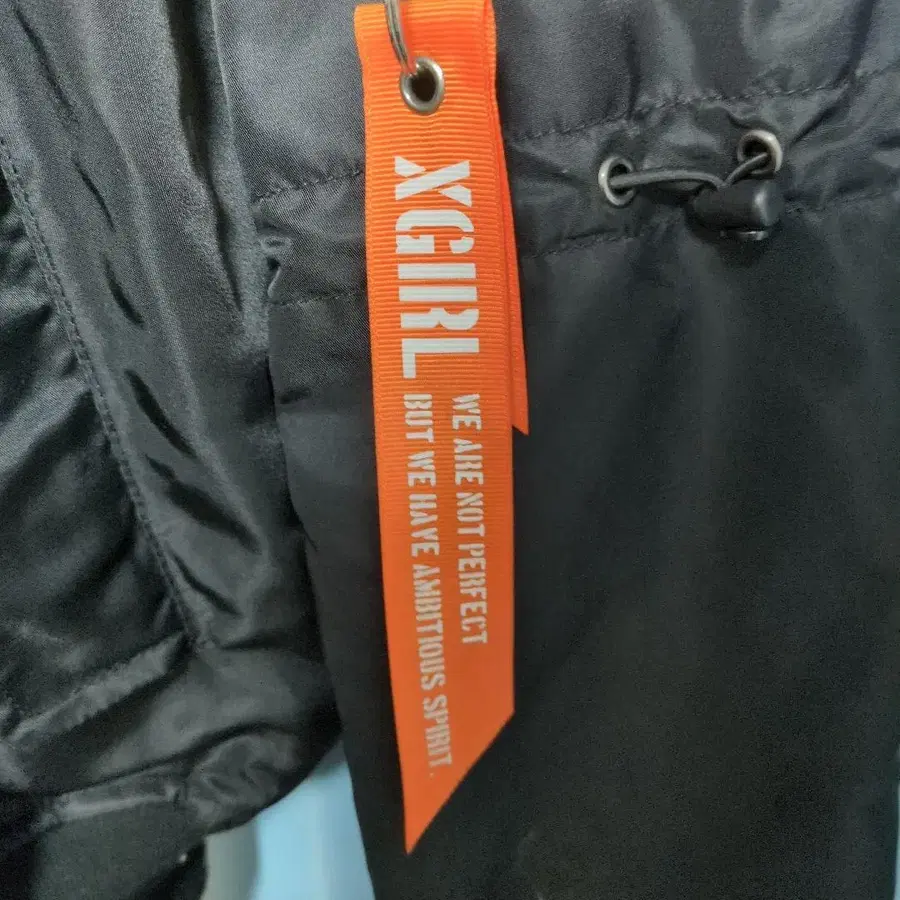 XGIRL
WE ARE NOT PERFECT
BUT WE HAVE AMBITIOUS SPIRIT.